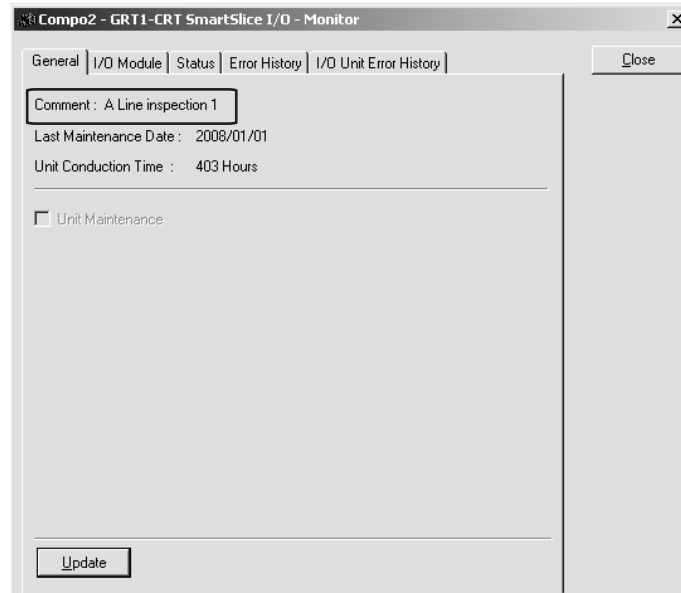 Compo2 - GRT1-CRT SmartSlice I/O - Monitor
General I/O Module Status Error History I/O Unit Error History
Close
Comment : A Line inspection 1
Last Maintenance Date : 2008/01/01
Unit Conduction Time : 403 Hours
Unit Maintenance
Update